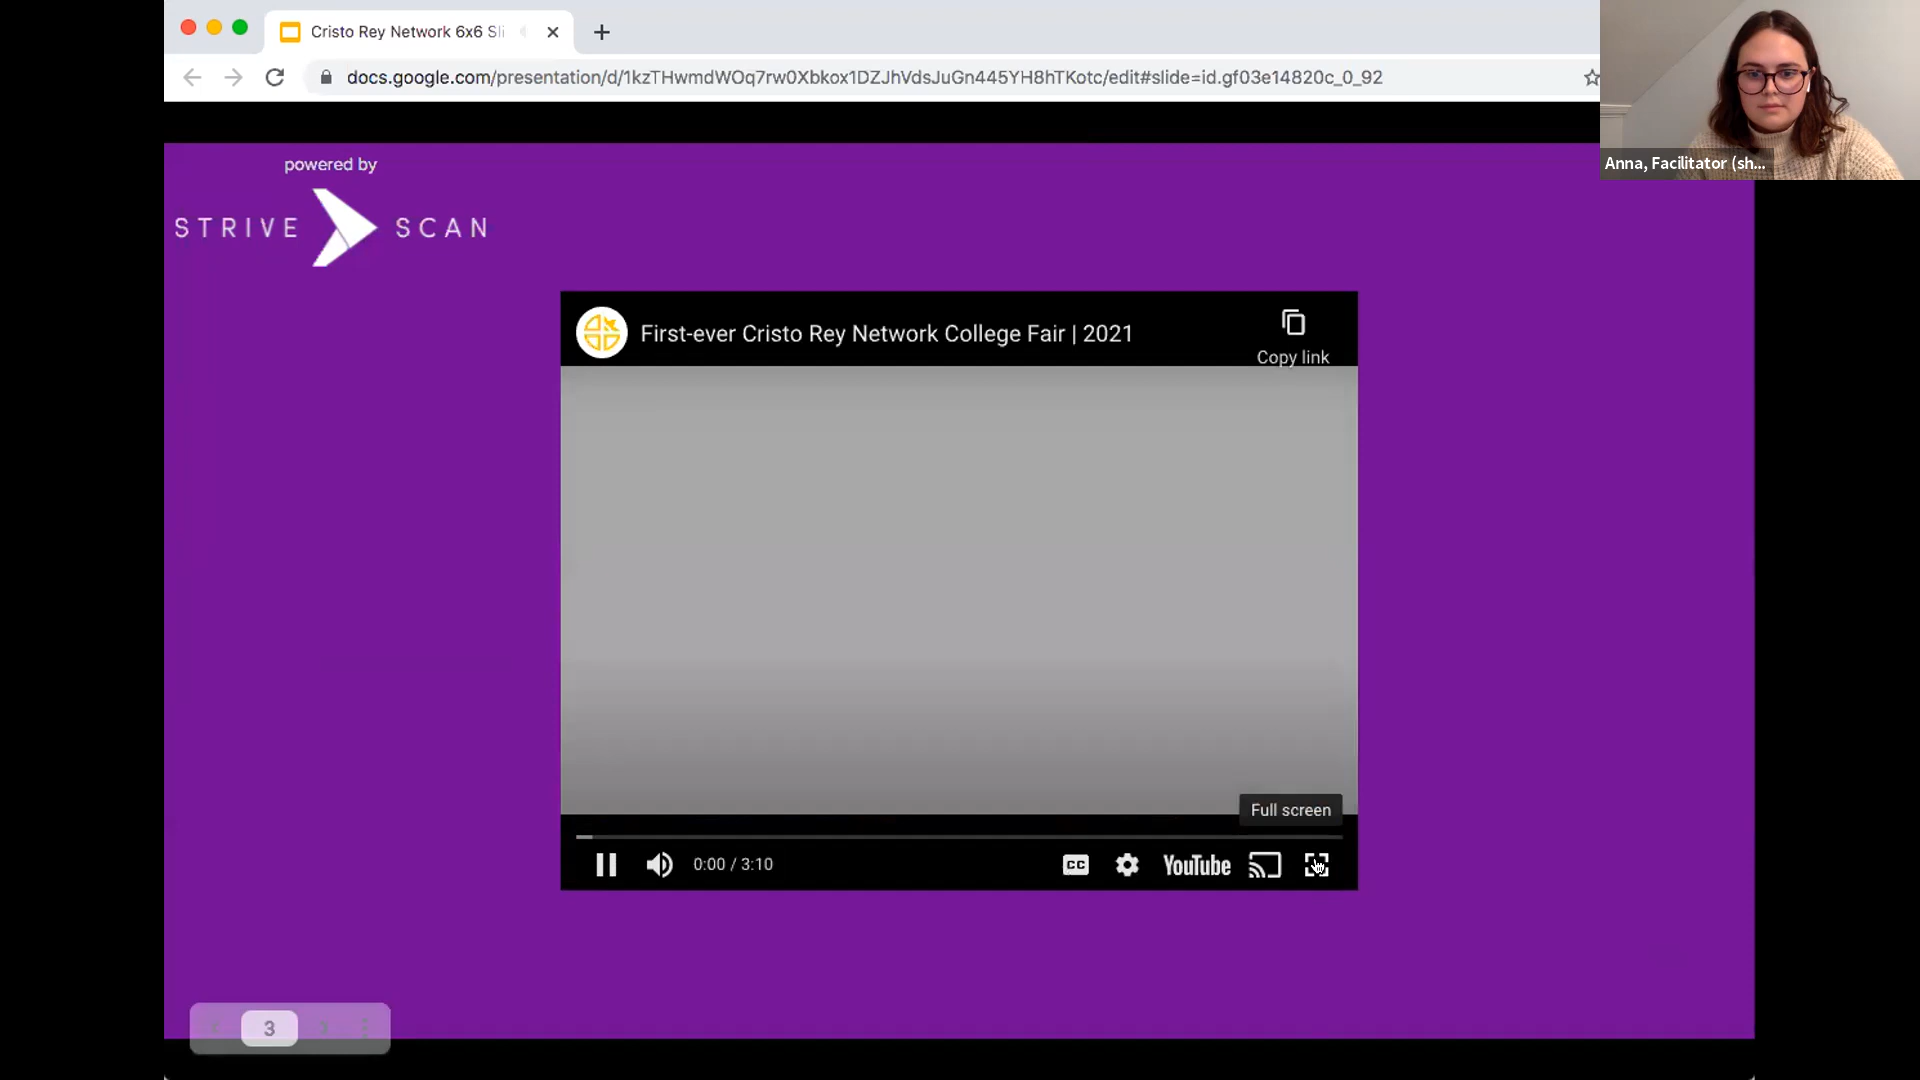 Cristo Rey Network 6x6 Sli
docs.google.com/presentation/d/1kzTHwmdWOq7rw0Xbkox1DZJhVdsJuGn445YH8hTKotc/edit#slide=id.gf03e14820c_0_92
Anna, Facilitator (sh...
powered by
STRIVE SCAN
First-ever Cristo Rey Network College Fair | 2021
Copy link
Full screen
0:00 / 3:10
CC
YouTube
3